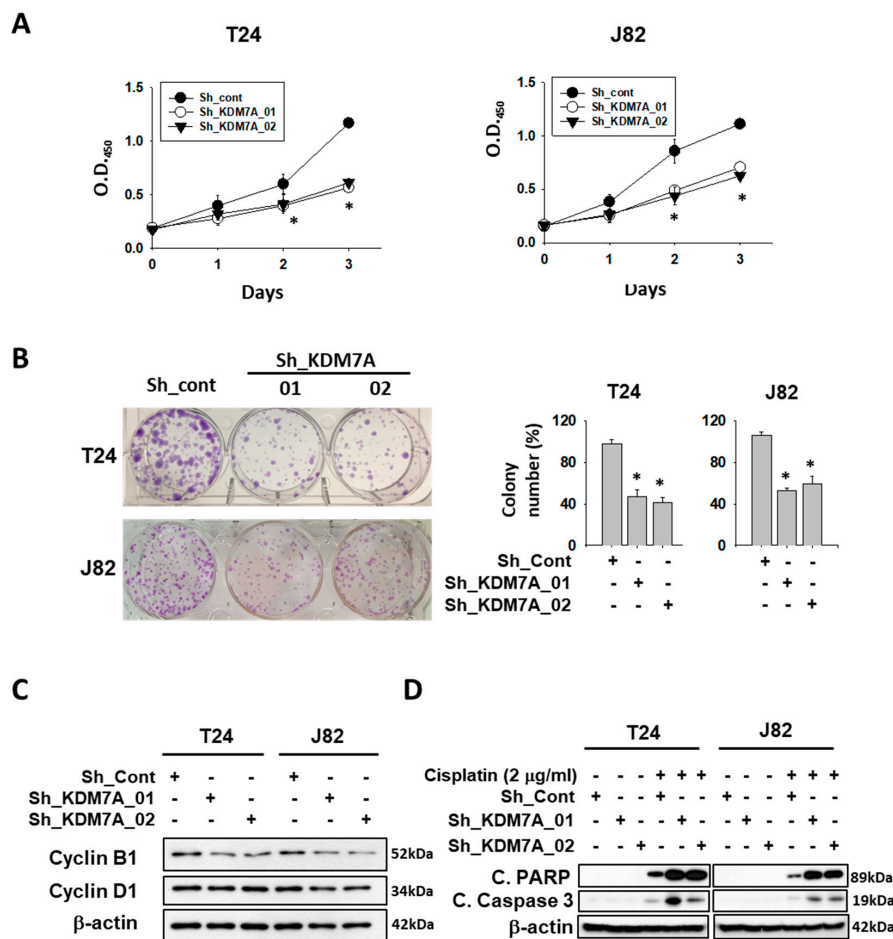 A
T24
J82
1.5
1.0
0.5
0.0
O.D.450
Sh_cont
Sh_KDM7A_01
Sh_KDM7A_02
*
*
0 1 2 3
Days
1.5
1.0
0.5
0.0
O.D.450
Sh_cont
Sh_KDM7A_01
Sh_KDM7A_02
*
*
0 1 2 3
Days
B
Sh_KDM7A
Sh_cont 01 02
T24
J82
T24 J82
Colony
number (%)
120
80
40
0
* *
120
80
40
0
* *
Sh_Cont + - - + - -
Sh_KDM7A_01 - + - - + -
Sh_KDM7A_02 - - + - - +
C
T24 J82
Sh_Cont + - - + - -
Sh_KDM7A_01 - + - - + -
Sh_KDM7A_02 - - + - - +
Cyclin B1 52kDa
Cyclin D1 34kDa
β-actin 42kDa
D
T24 J82
Cisplatin (2 μg/ml) - - - + + + - - - + + +
Sh_Cont + - - + - - + - - + - -
Sh_KDM7A_01 - + - - + - - + - - + -
Sh_KDM7A_02 - - + - - + - - + - - +
C. PARP 89kDa
C. Caspase 3 19kDa
β-actin 42kDa